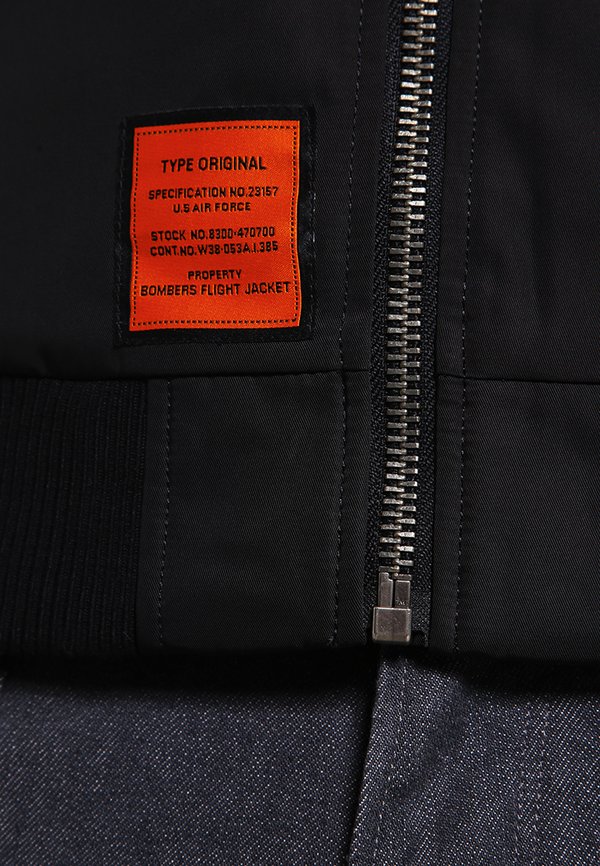 TYPE ORIGINAL
SPECIFICATION NO.23157
U.S AIR FORCE
STOCK NO.8300-470700
CONT.NO.W38-053A.I.385
PROPERTY
BOMBERS FLIGHT JACKET